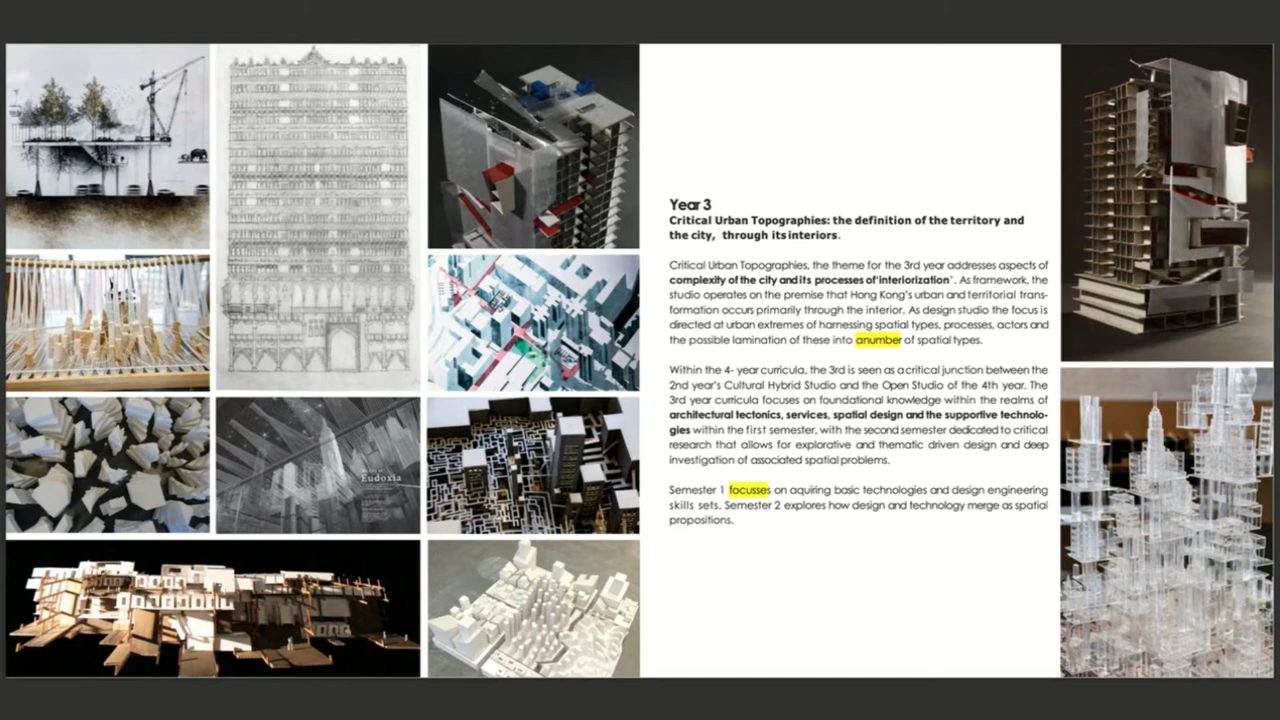 Eudoxia
Year 3
Critical Urban Topographies: the definition of the territory and
the city, through its interiors.
Critical Urban Topographies, the theme for the 3rd year addresses aspects of
complexity of the city and its processes of ‘interiorization’. As framework, the
studio operates on the premise that Hong Kong's urban and territorial trans-
formation occurs primarily through the interior. As design studio the focus is
directed at urban extremes of harnessing spatial types, processes, actors and
the possible lamination of these into anumber of spatial types.
Within the 4- year curricula, the 3rd is seen as a critical junction between the
2nd year's Cultural Hybrid Studio and the Open Studio of the 4th year. The
3rd year curricula focuses on foundational knowledge within the realms of
architectural tectonics, services, spatial design and the supportive technolo-
gies within the first semester, with the second semester dedicated to critical
research that allows for explorative and thematic driven design and deep
investigation of associated spatial problems.
Semester 1 focusses on aquiring basic technologies and design engineering
skills sets. Semester 2 explores how design and technology merge as spatial
propositions.